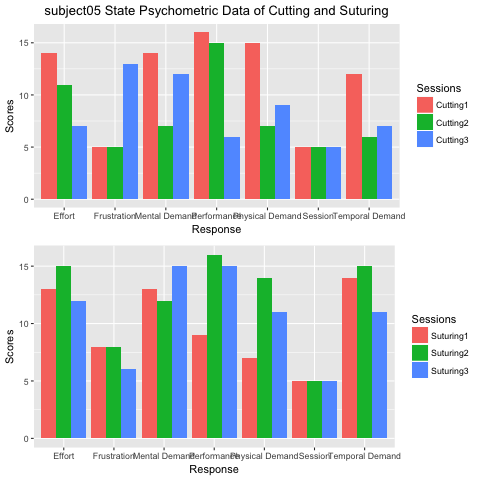 subject05 State Psychometric Data of Cutting and Suturing
Scores
15
10
5
0
Effort Frustration Mental Demand Performance Physical Demand Session Temporal Demand
Response
Sessions
Cutting1
Cutting2
Cutting3
Scores
15
10
5
0
Effort Frustration Mental Demand Performance Physical Demand Session Temporal Demand
Response
Sessions
Suturing1
Suturing2
Suturing3